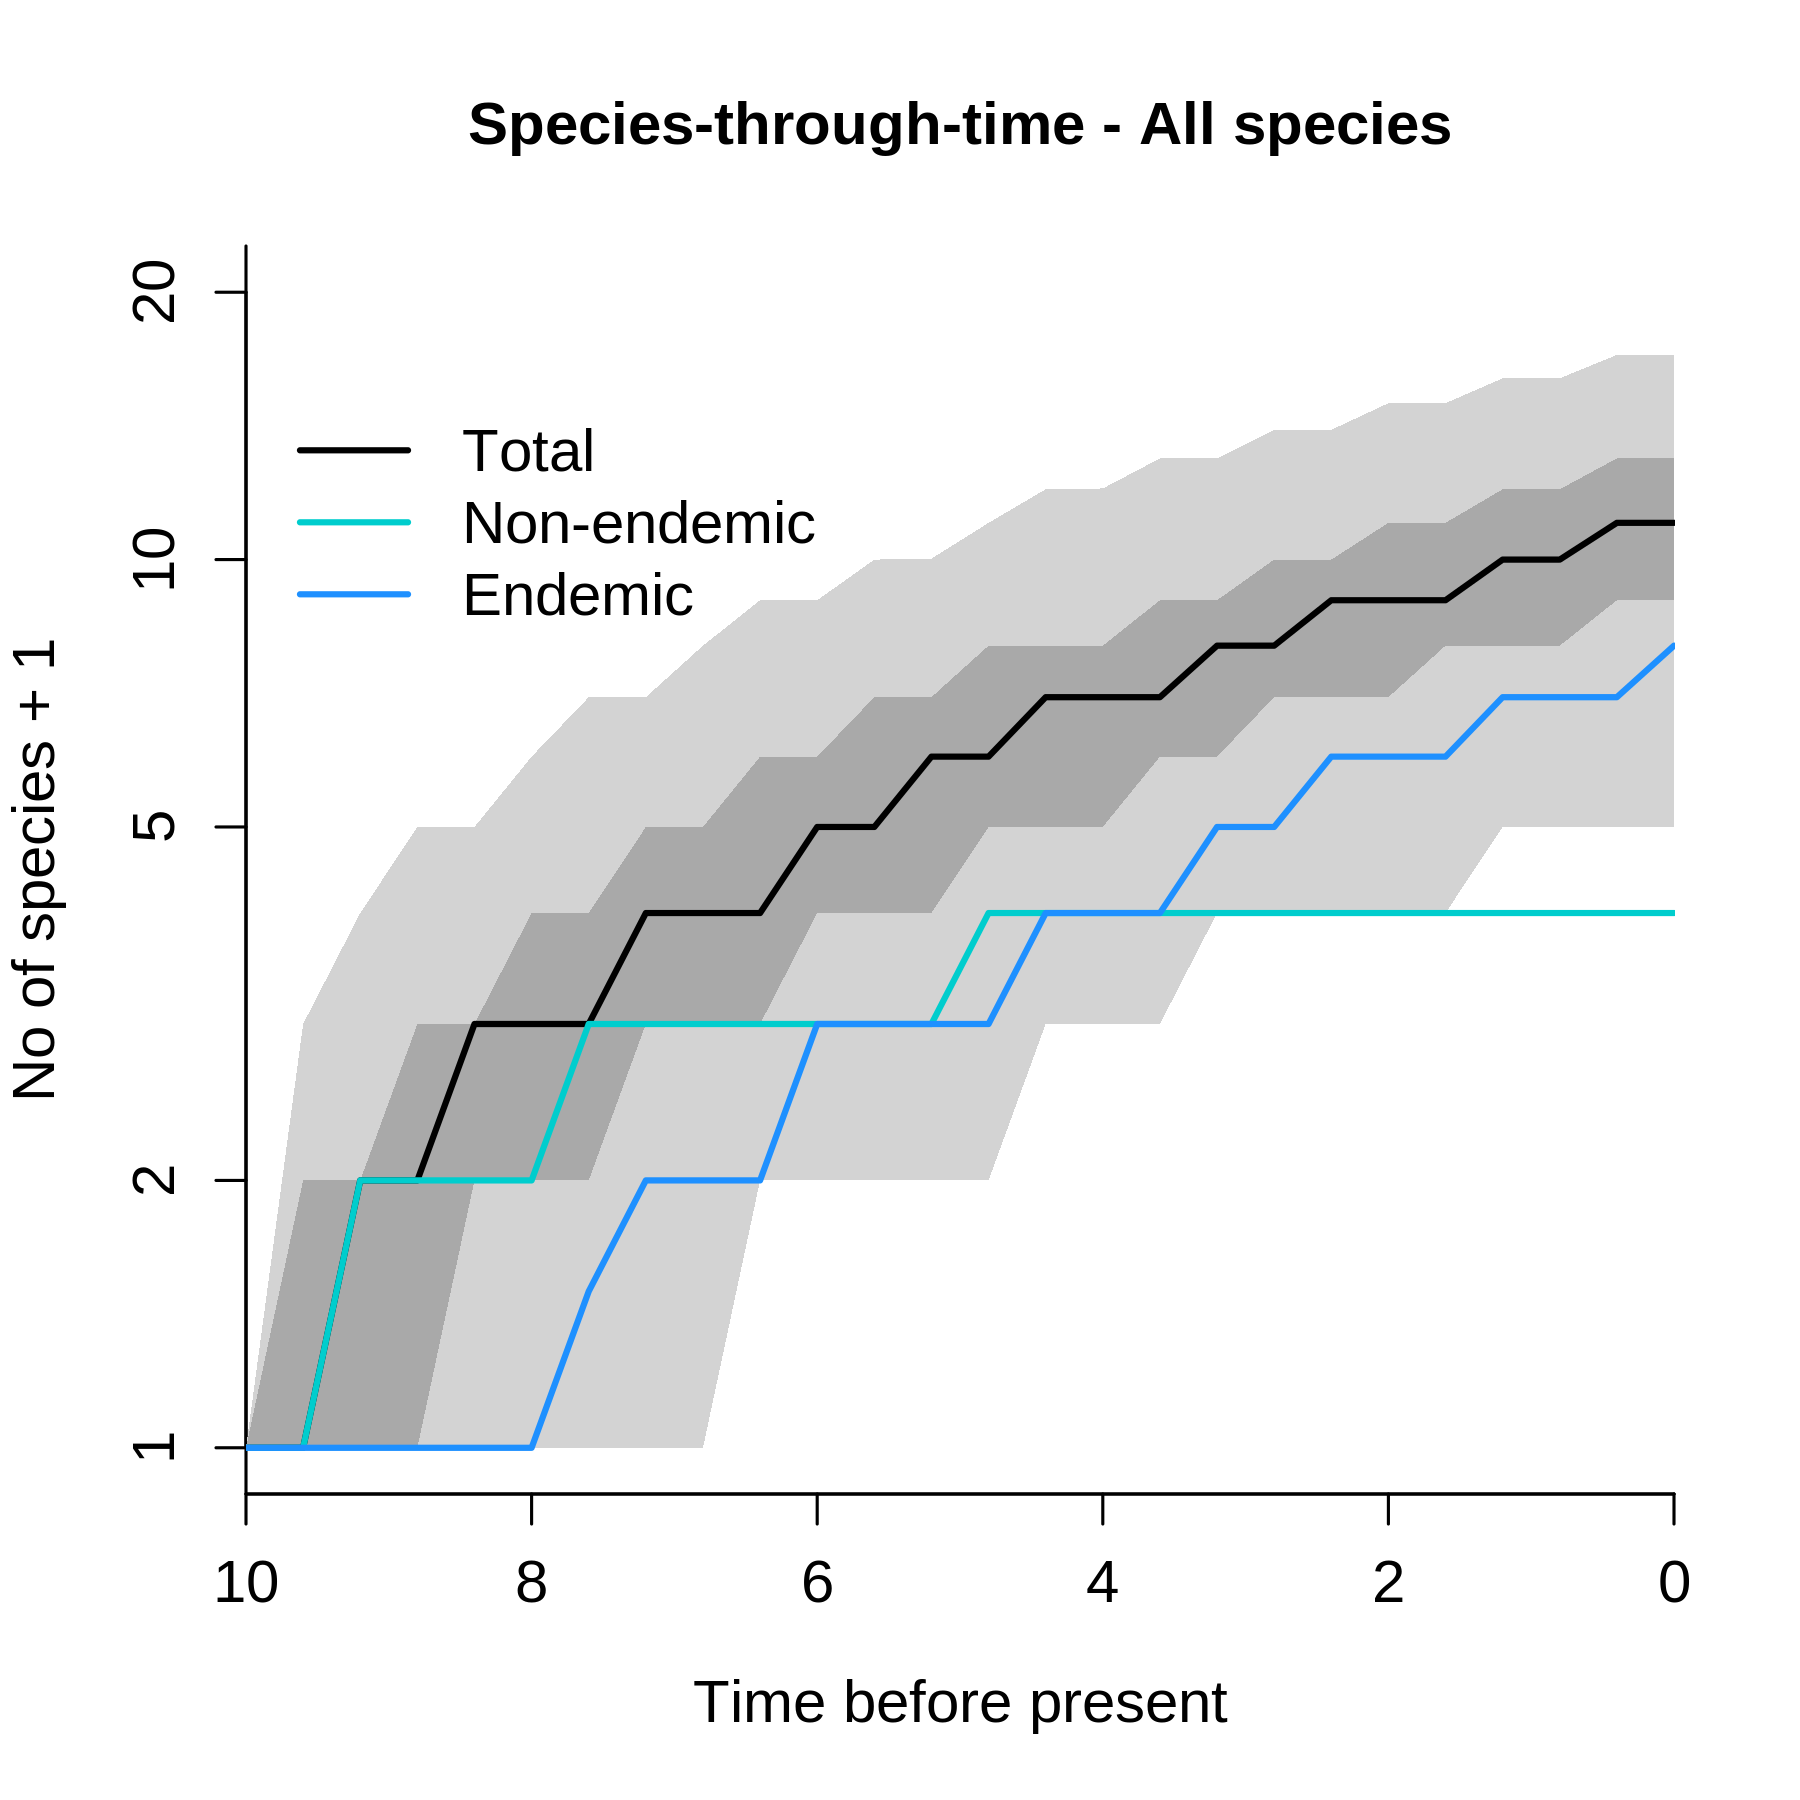 Species-through-time - All species
20
10
5
2
1
No of species + 1
Total
Non-endemic
Endemic
10 8 6 4 2 0
Time before present